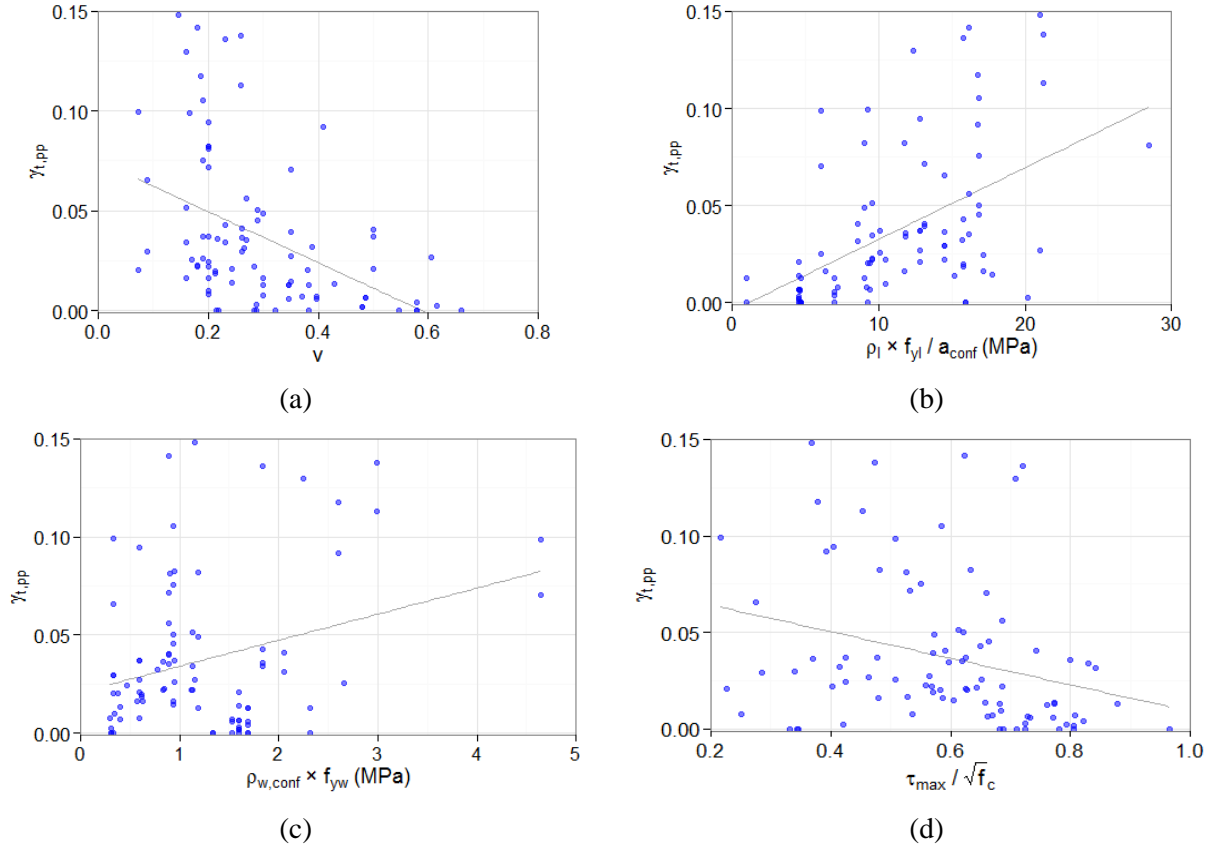 0.15
0.10
0.05
0.00
0.0 0.2 0.4 0.6 0.8
γt,pp
ν
(a)
0.15
0.10
0.05
0.00
0 10 20 30
γt,pp
ρl × fyl / aconf (MPa)
(b)
0.15
0.10
0.05
0.00
0 1 2 3 4 5
γt,pp
ρw,conf × fyw (MPa)
(c)
0.15
0.10
0.05
0.00
0.2 0.4 0.6 0.8 1.0
γt,pp
τmax / √fc
(d)